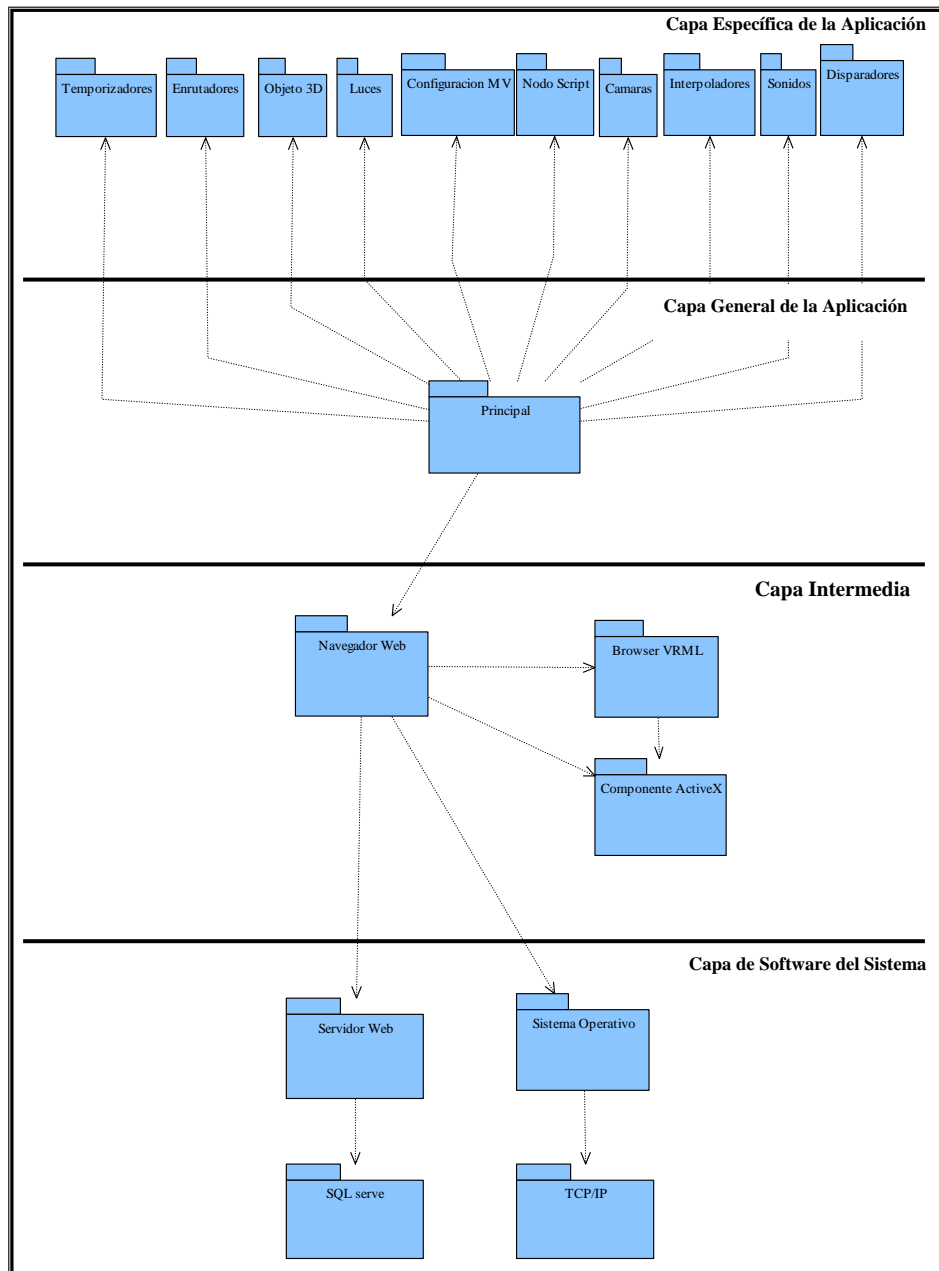 Capa Específica de la Aplicación
Temporizadores
Enrutadores
Objeto 3D
Luces
Configuracion MV
Nodo Script
Camaras
Interpoladores
Sonidos
Disparadores
Capa General de la Aplicación
Principal
Capa Intermedia
Navegador Web
Browser VRML
Componente ActiveX
Capa de Software del Sistema
Servidor Web
Sistema Operativo
SQL serve
TCP/IP